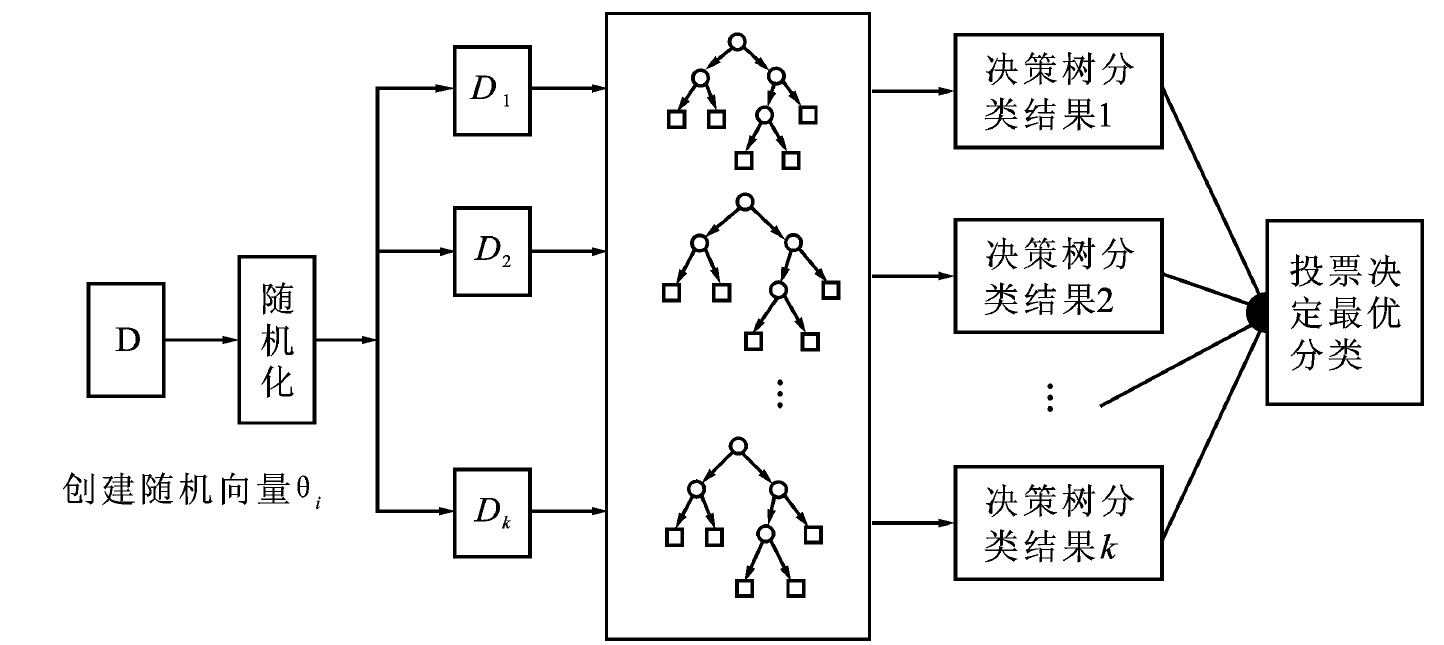 D
随
机
化
创建随机向量θi
D1
D2
Dk
⋮
决策树分
类结果1
决策树分
类结果2
⋮
决策树分
类结果k
投票决
定最优
分类